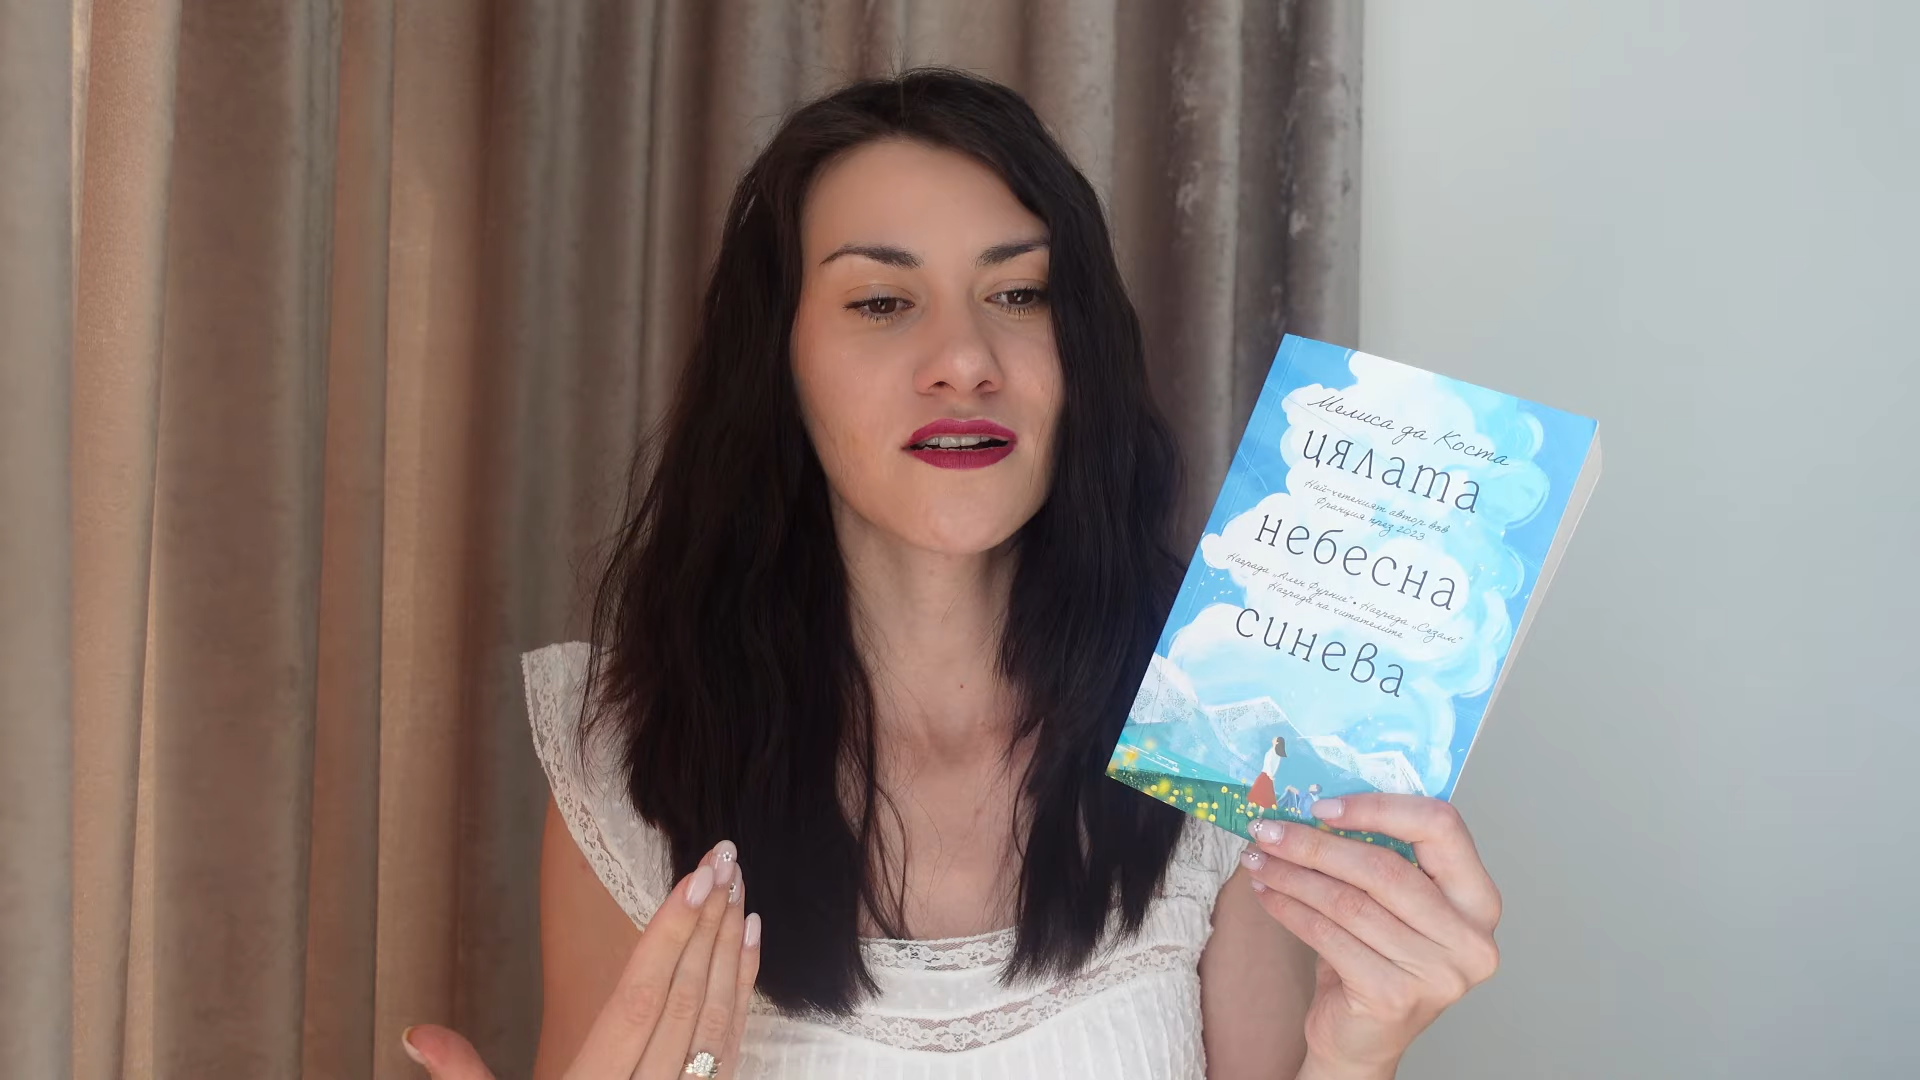 Мелиса да Коста
цялата
Най-четеният автор във
Франция през 2023
небесна
Награда „Ален Фурние“ • Награда „Сезам“
Награда на читателите
синева